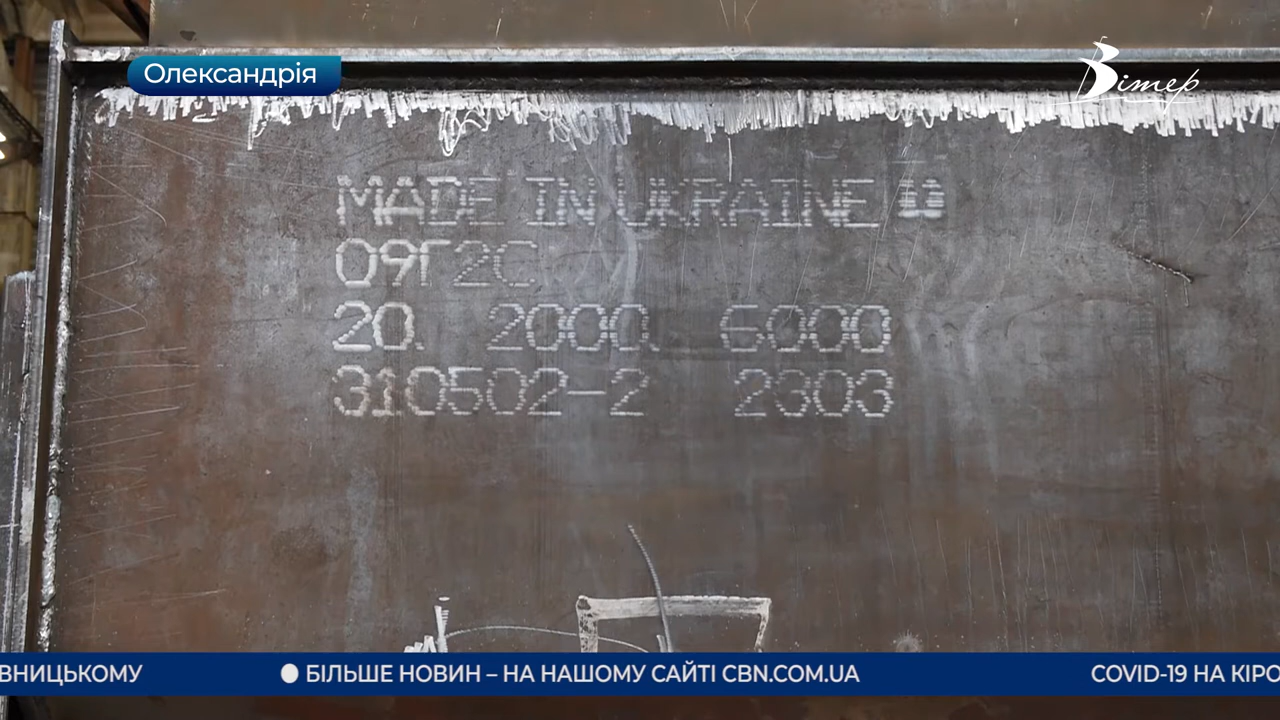 Олександрія
Вітер
MADE IN UKRAINE
09Г2С
20. 2000. 6000
310502-2 2303
ВНИЦЬКОМУ
БІЛЬШЕ НОВИН – НА НАШОМУ САЙТІ CBN.COM.UA
COVID-19 НА КІРО